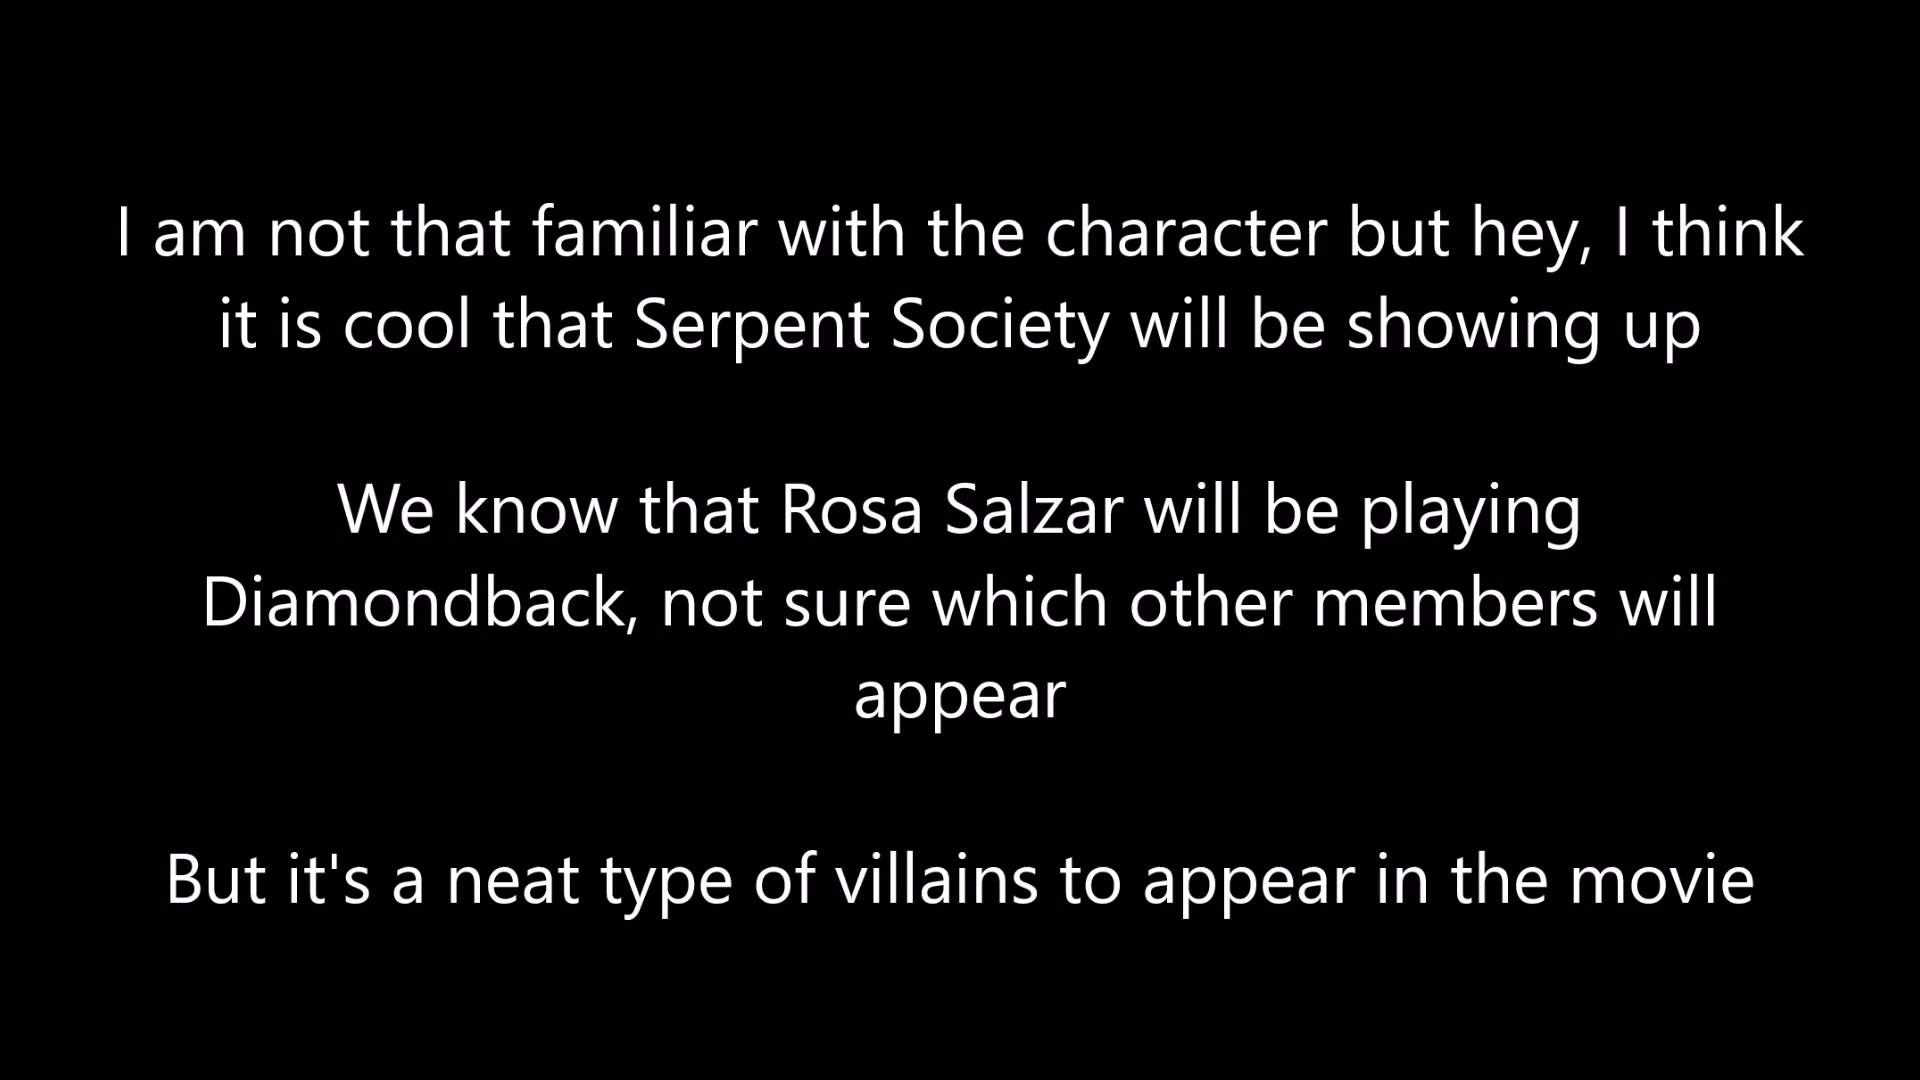 I am not that familiar with the character but hey, I think
it is cool that Serpent Society will be showing up
We know that Rosa Salzar will be playing
Diamondback, not sure which other members will
appear
But it's a neat type of villains to appear in the movie